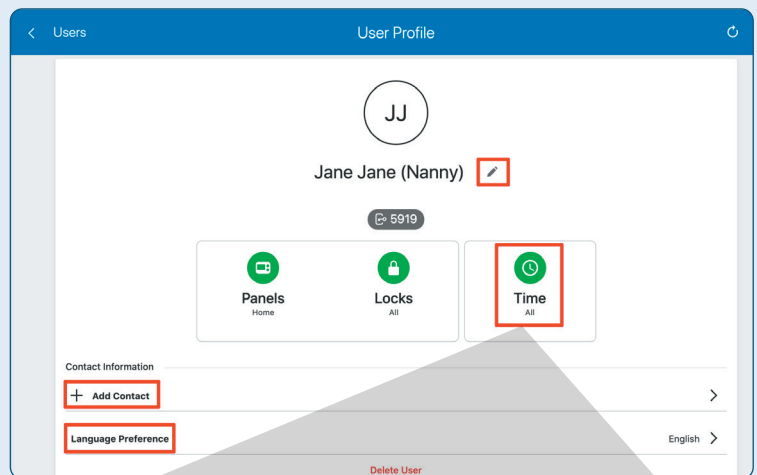 Users
User Profile
JJ
Jane Jane (Nanny)
5919
Panels
Home
Locks
All
Time
All
Contact Information
+ Add Contact
Language Preference
English
Delete User